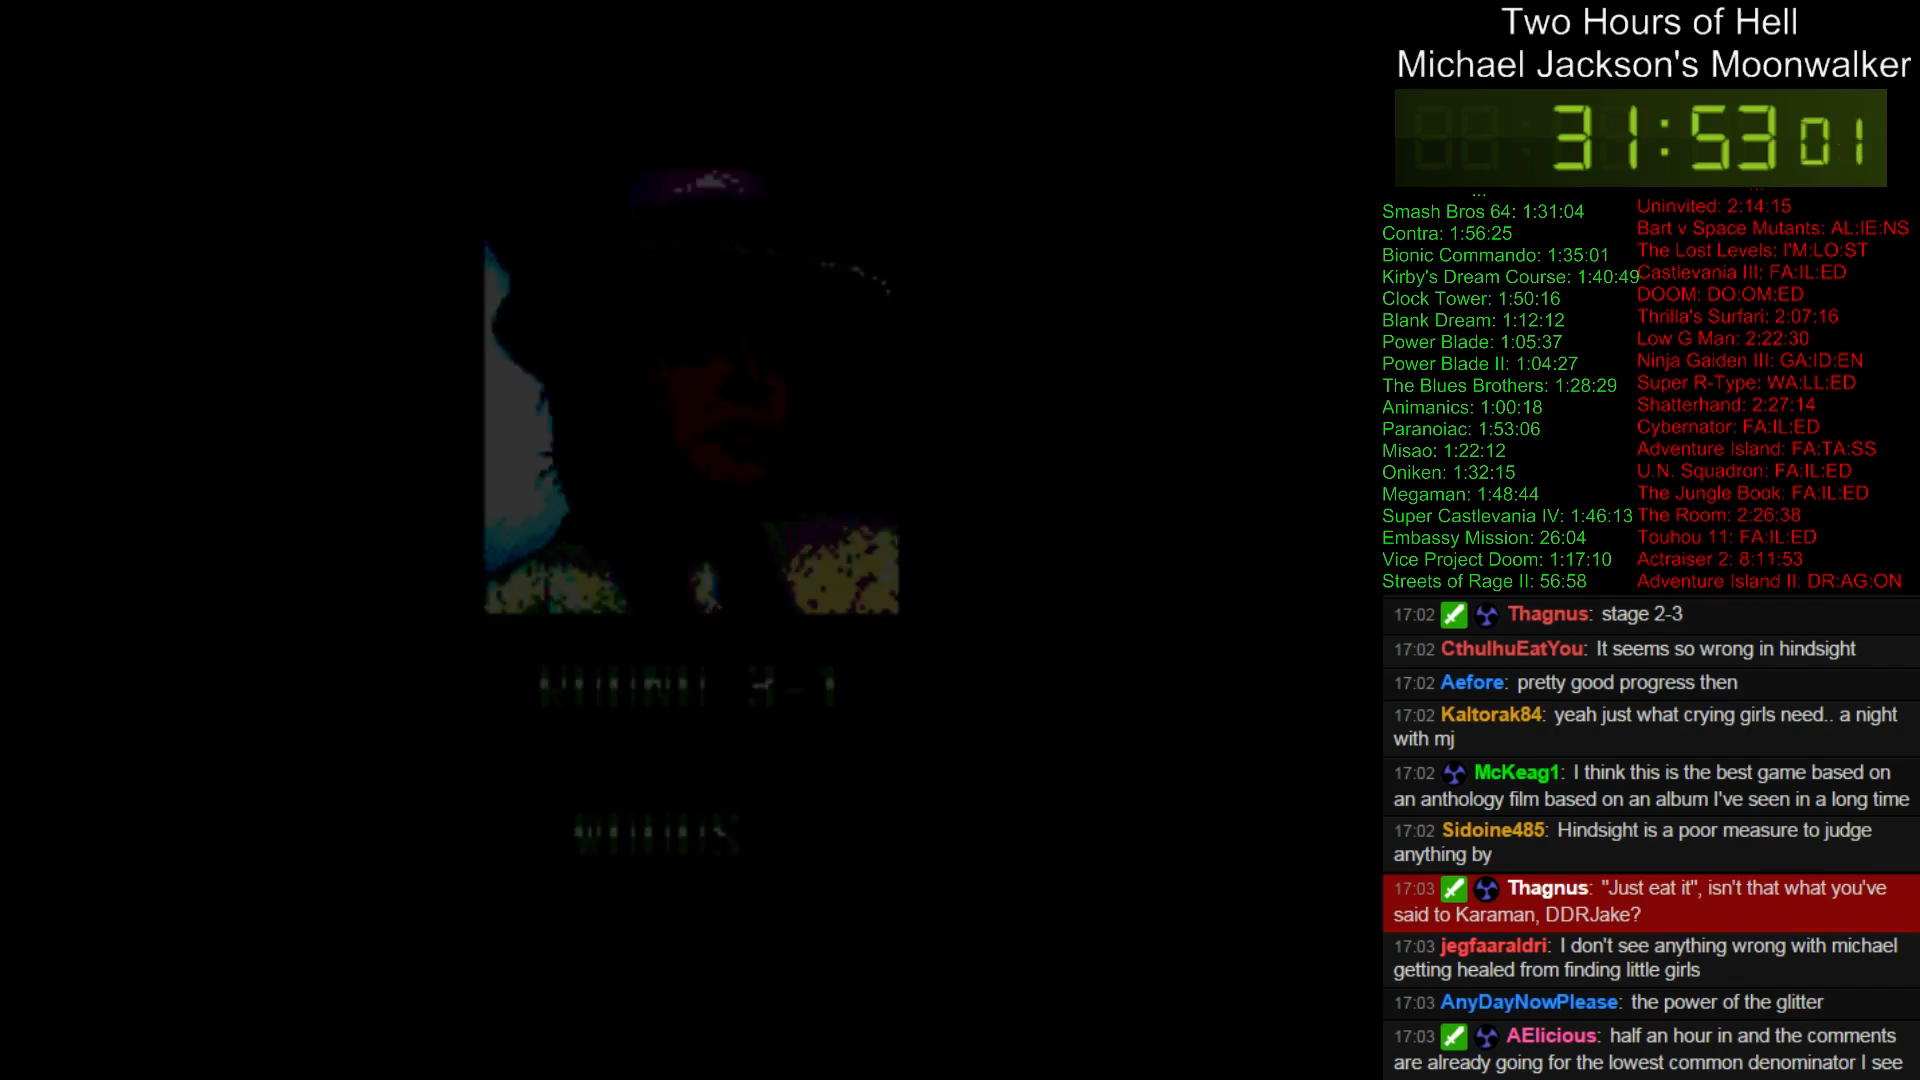 Two Hours of Hell
Michael Jackson's Moonwalker
31:53 01
...
Smash Bros 64: 1:31:04
Contra: 1:56:25
Bionic Commando: 1:35:01
Kirby's Dream Course: 1:40:49
Clock Tower: 1:50:16
Blank Dream: 1:12:12
Power Blade: 1:05:37
Power Blade II: 1:04:27
The Blues Brothers: 1:28:29
Animanics: 1:00:18
Paranoiac: 1:53:06
Misao: 1:22:12
Oniken: 1:32:15
Megaman: 1:48:44
Super Castlevania IV: 1:46:13
Embassy Mission: 26:04
Vice Project Doom: 1:17:10
Streets of Rage II: 56:58
...
Uninvited: 2:14:15
Bart v Space Mutants: AL:IE:NS
The Lost Levels: I'M:LO:ST
Castlevania III: FA:IL:ED
DOOM: DO:OM:ED
Thrilla's Surfari: 2:07:16
Low G Man: 2:22:30
Ninja Gaiden III: GA:ID:EN
Super R-Type: WA:LL:ED
Shatterhand: 2:27:14
Cybernator: FA:IL:ED
Adventure Island: FA:TA:SS
U.N. Squadron: FA:IL:ED
The Jungle Book: FA:IL:ED
The Room: 2:26:38
Touhou 11: FA:IL:ED
Actraiser 2: 8:11:53
Adventure Island II: DR:AG:ON
ROUND 3-1
WOODS
17:02 Thagnus: stage 2-3
17:02 CthulhuEatYou: It seems so wrong in hindsight
17:02 Aefore: pretty good progress then
17:02 Kaltorak84: yeah just what crying girls need.. a night
with mj
17:02 McKeag1: I think this is the best game based on
an anthology film based on an album I've seen in a long time
17:02 Sidoine485: Hindsight is a poor measure to judge
anything by
17:03 Thagnus: "Just eat it", isn't that what you've
said to Karaman, DDRJake?
17:03 jegfaaraldri: I don't see anything wrong with michael
getting healed from finding little girls
17:03 AnyDayNowPlease: the power of the glitter
17:03 AElicious: half an hour in and the comments
are already going for the lowest common denominator I see